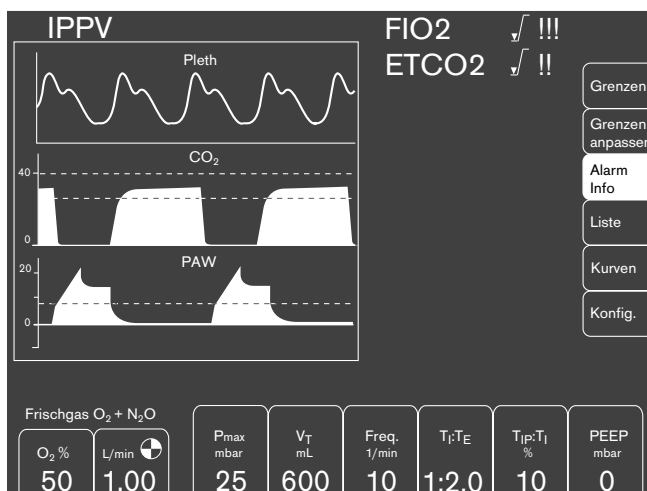 IPPV
FIO2 !!!
ETCO2 !!
Pleth
CO₂
40
0
PAW
20
0
Grenzen
Grenzen
anpassen
Alarm
Info
Liste
Kurven
Konfig.
Frischgas O₂ + N₂O
O₂ %
50
L/min
1.00
Pmax
mbar
25
VT
mL
600
Freq.
1/min
10
TI:TE
1:2.0
TIP:TI
%
10
PEEP
mbar
0